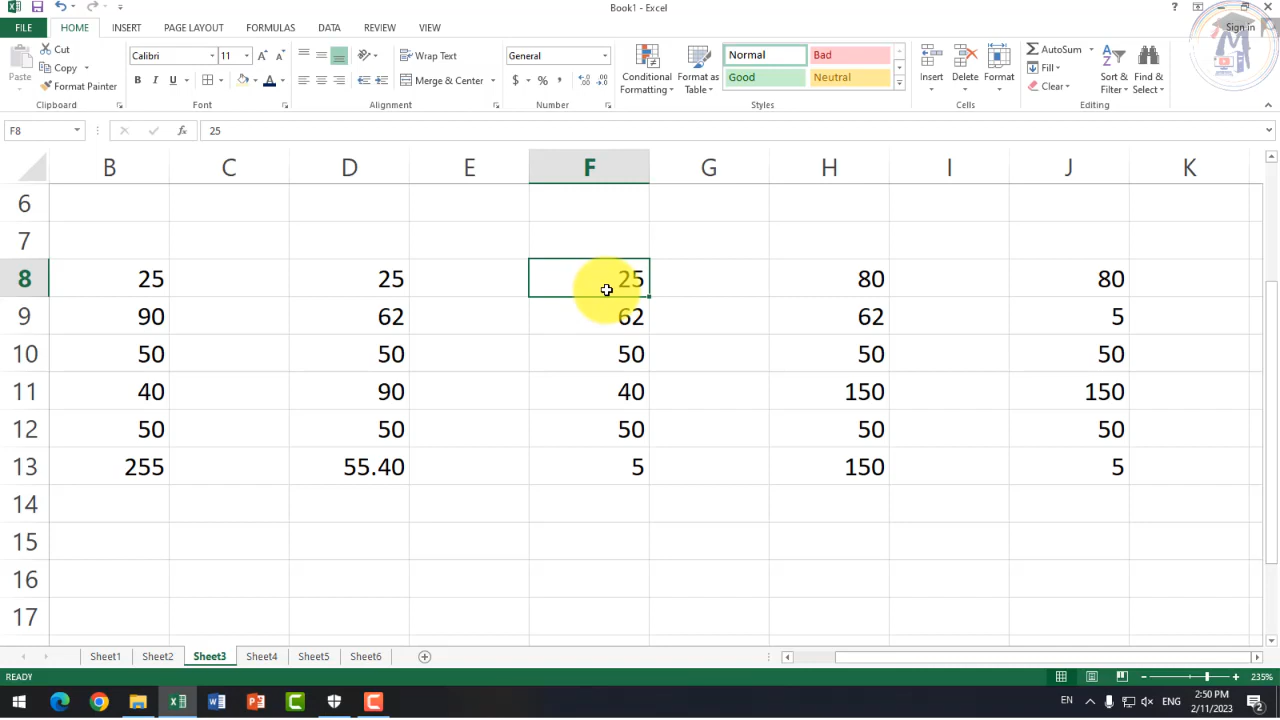 Book1 - Excel
?
Sign in
FILE HOME INSERT PAGE LAYOUT FORMULAS DATA REVIEW VIEW
Paste
Cut
Copy
Format Painter
Clipboard
Calibri 11
B I U
Font
Wrap Text
Merge & Center
Alignment
General
$ % ,
Number
Conditional Formatting
Format as Table
Normal Bad
Good Neutral
Styles
Insert Delete Format
Cells
AutoSum
Fill
Clear
Sort & Filter
Find & Select
Editing
F8 fx 25
B C D E F G H I J K
6
7
8 25 25 25 80 80
9 90 62 62 62 5
10 50 50 50 50 50
11 40 90 40 150 150
12 50 50 50 50 50
13 255 55.40 5 150 5
14
15
16
17
Sheet1 Sheet2 Sheet3 Sheet4 Sheet5 Sheet6
READY 235%
EN ENG 2:50 PM
2/11/2023 2